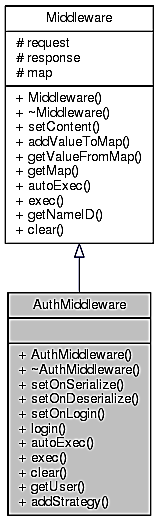 Middleware
# request
# response
# map
+ Middleware()
+ ~Middleware()
+ setContent()
+ addValueToMap()
+ getValueFromMap()
+ getMap()
+ autoExec()
+ exec()
+ getNameID()
+ clear()
AuthMiddleware
+ AuthMiddleware()
+ ~AuthMiddleware()
+ setOnSerialize()
+ setOnDeserialize()
+ setOnLogin()
+ login()
+ autoExec()
+ exec()
+ clear()
+ getUser()
+ addStrategy()